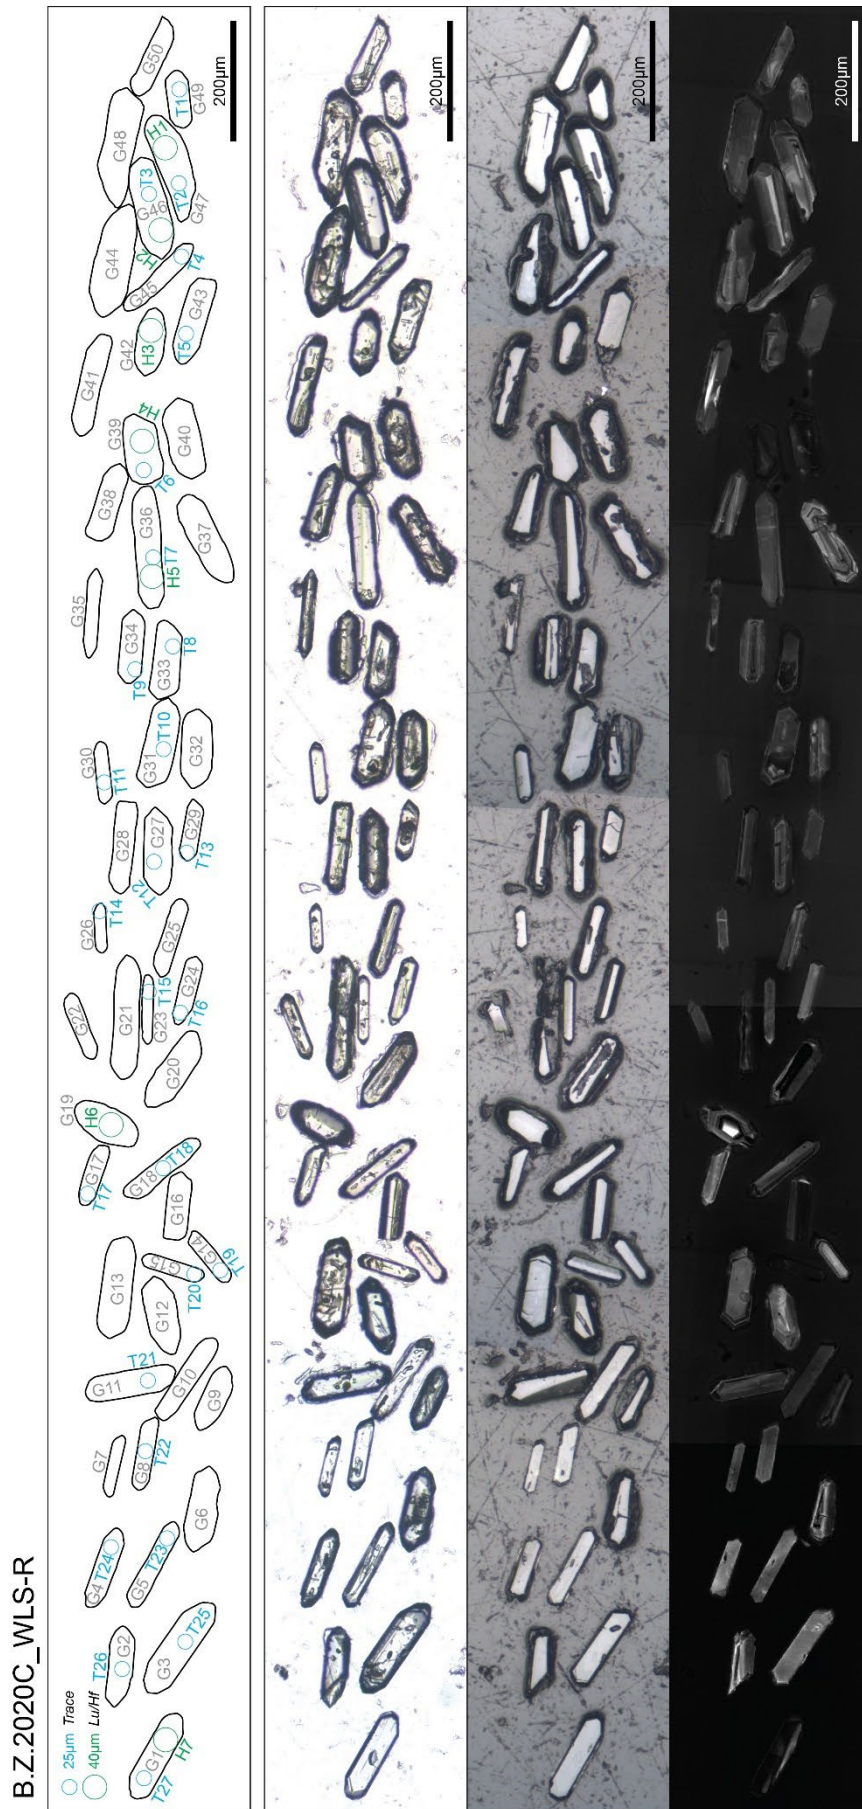 B.Z.2020C_WLS-R
25µm Trace
40µm Lu/Hf
T27
G1
H7
T26
G2
G3
T25
G4
T24
G5
T23
G6
G7
G8
T22
G9
G10
G11
T21
G12
G13
G14
T19
G15
T20
G16
G17
T17
G18
T18
G19
H6
G20
G21
G22
G23
T15
G24
T16
G25
G26
T14
G27
T12
G28
G29
T13
G30
T11
G31
T10
G32
G33
T8
G34
T9
G35
G36
H5
T7
G37
G38
G39
H4
T6
G40
G41
G42
H3
G43
T5
G44
G45
T4
G46
H2
T3
G47
T2
H1
G48
G49
T1
G50
200µm
200µm
200µm
200µm